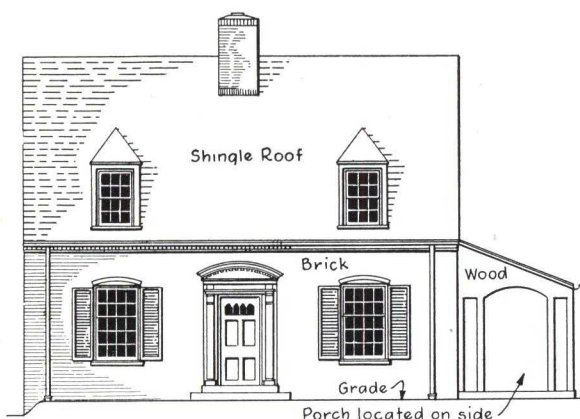 Shingle Roof
Brick
Wood
Grade
Porch located on side